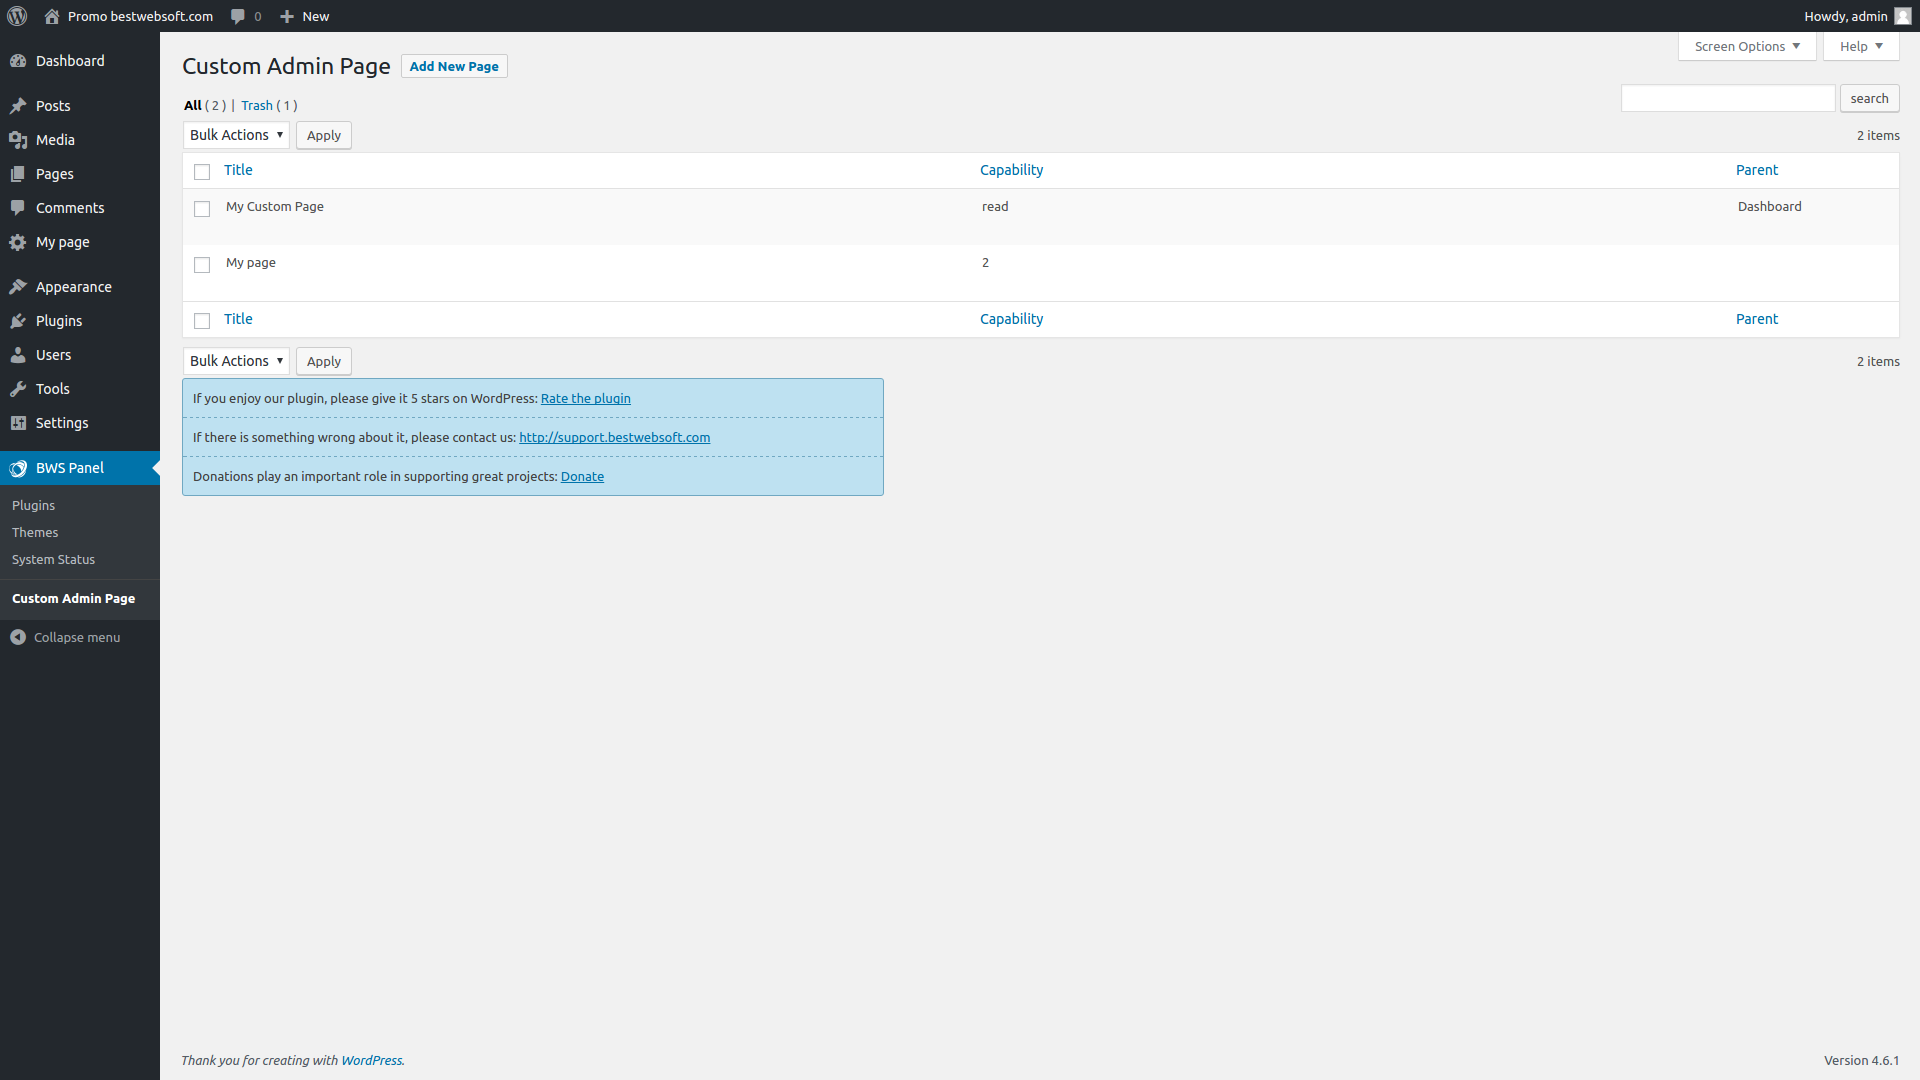 Promo bestwebsoft.com 0 New Howdy, admin
Screen Options Help
Dashboard
Posts
Media
Pages
Comments
My page
Appearance
Plugins
Users
Tools
Settings
BWS Panel
Plugins
Themes
System Status
Custom Admin Page
Collapse menu
Custom Admin Page Add New Page
All ( 2 ) | Trash ( 1 ) search
Bulk Actions Apply 2 items
Title Capability Parent
My Custom Page read Dashboard
My page 2
Title Capability Parent
Bulk Actions Apply 2 items
If you enjoy our plugin, please give it 5 stars on WordPress: Rate the plugin
If there is something wrong about it, please contact us: http://support.bestwebsoft.com
Donations play an important role in supporting great projects: Donate
Thank you for creating with WordPress. Version 4.6.1